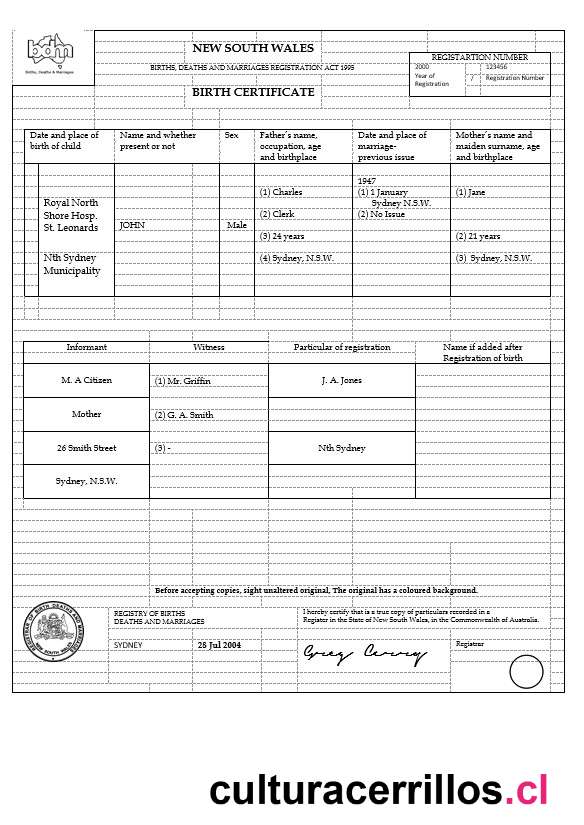 bdm
Births, Deaths & Marriages
NEW SOUTH WALES
BIRTHS, DEATHS AND MARRIAGES REGISTRATION ACT 1995
BIRTH CERTIFICATE
REGISTARTION NUMBER
2000 123456
Year of Registration / Registration Number
Date and place of birth of child
Name and whether present or not
Sex
Father's name, occupation, age and birthplace
Date and place of marriage- previous issue
Mother's name and maiden surname, age and birthplace
Royal North
Shore Hosp.
St. Leonards
Nth Sydney
Municipality
JOHN
Male
(1) Charles
(2) Clerk
(3) 24 years
(4) Sydney, N.S.W.
1947
(1) 1 January
Sydney N.S.W.
(2) No Issue
(1) Jane
(2) 21 years
(3) Sydney, N.S.W.
Informant
Witness
Particular of registration
Name if added after
Registration of birth
M. A Citizen
(1) Mr. Griffin
J. A. Jones
Mother
(2) G. A. Smith
26 Smith Street
(3) -
Nth Sydney
Sydney, N.S.W.
Before accepting copies, sight unaltered original, The original has a coloured background.
REGISTRAR OF BIRTHS DEATHS AND MARRIAGES
NEW SOUTH WALES
REGISTRY OF BIRTHS
DEATHS AND MARRIAGES
SYDNEY
28 Jul 2004
I hereby certify that is a true copy of particulars recorded in a
Register in the State of New South Wales, in the Commonwealth of Australia.
Greg
Registrar
culturacerrillos.cl